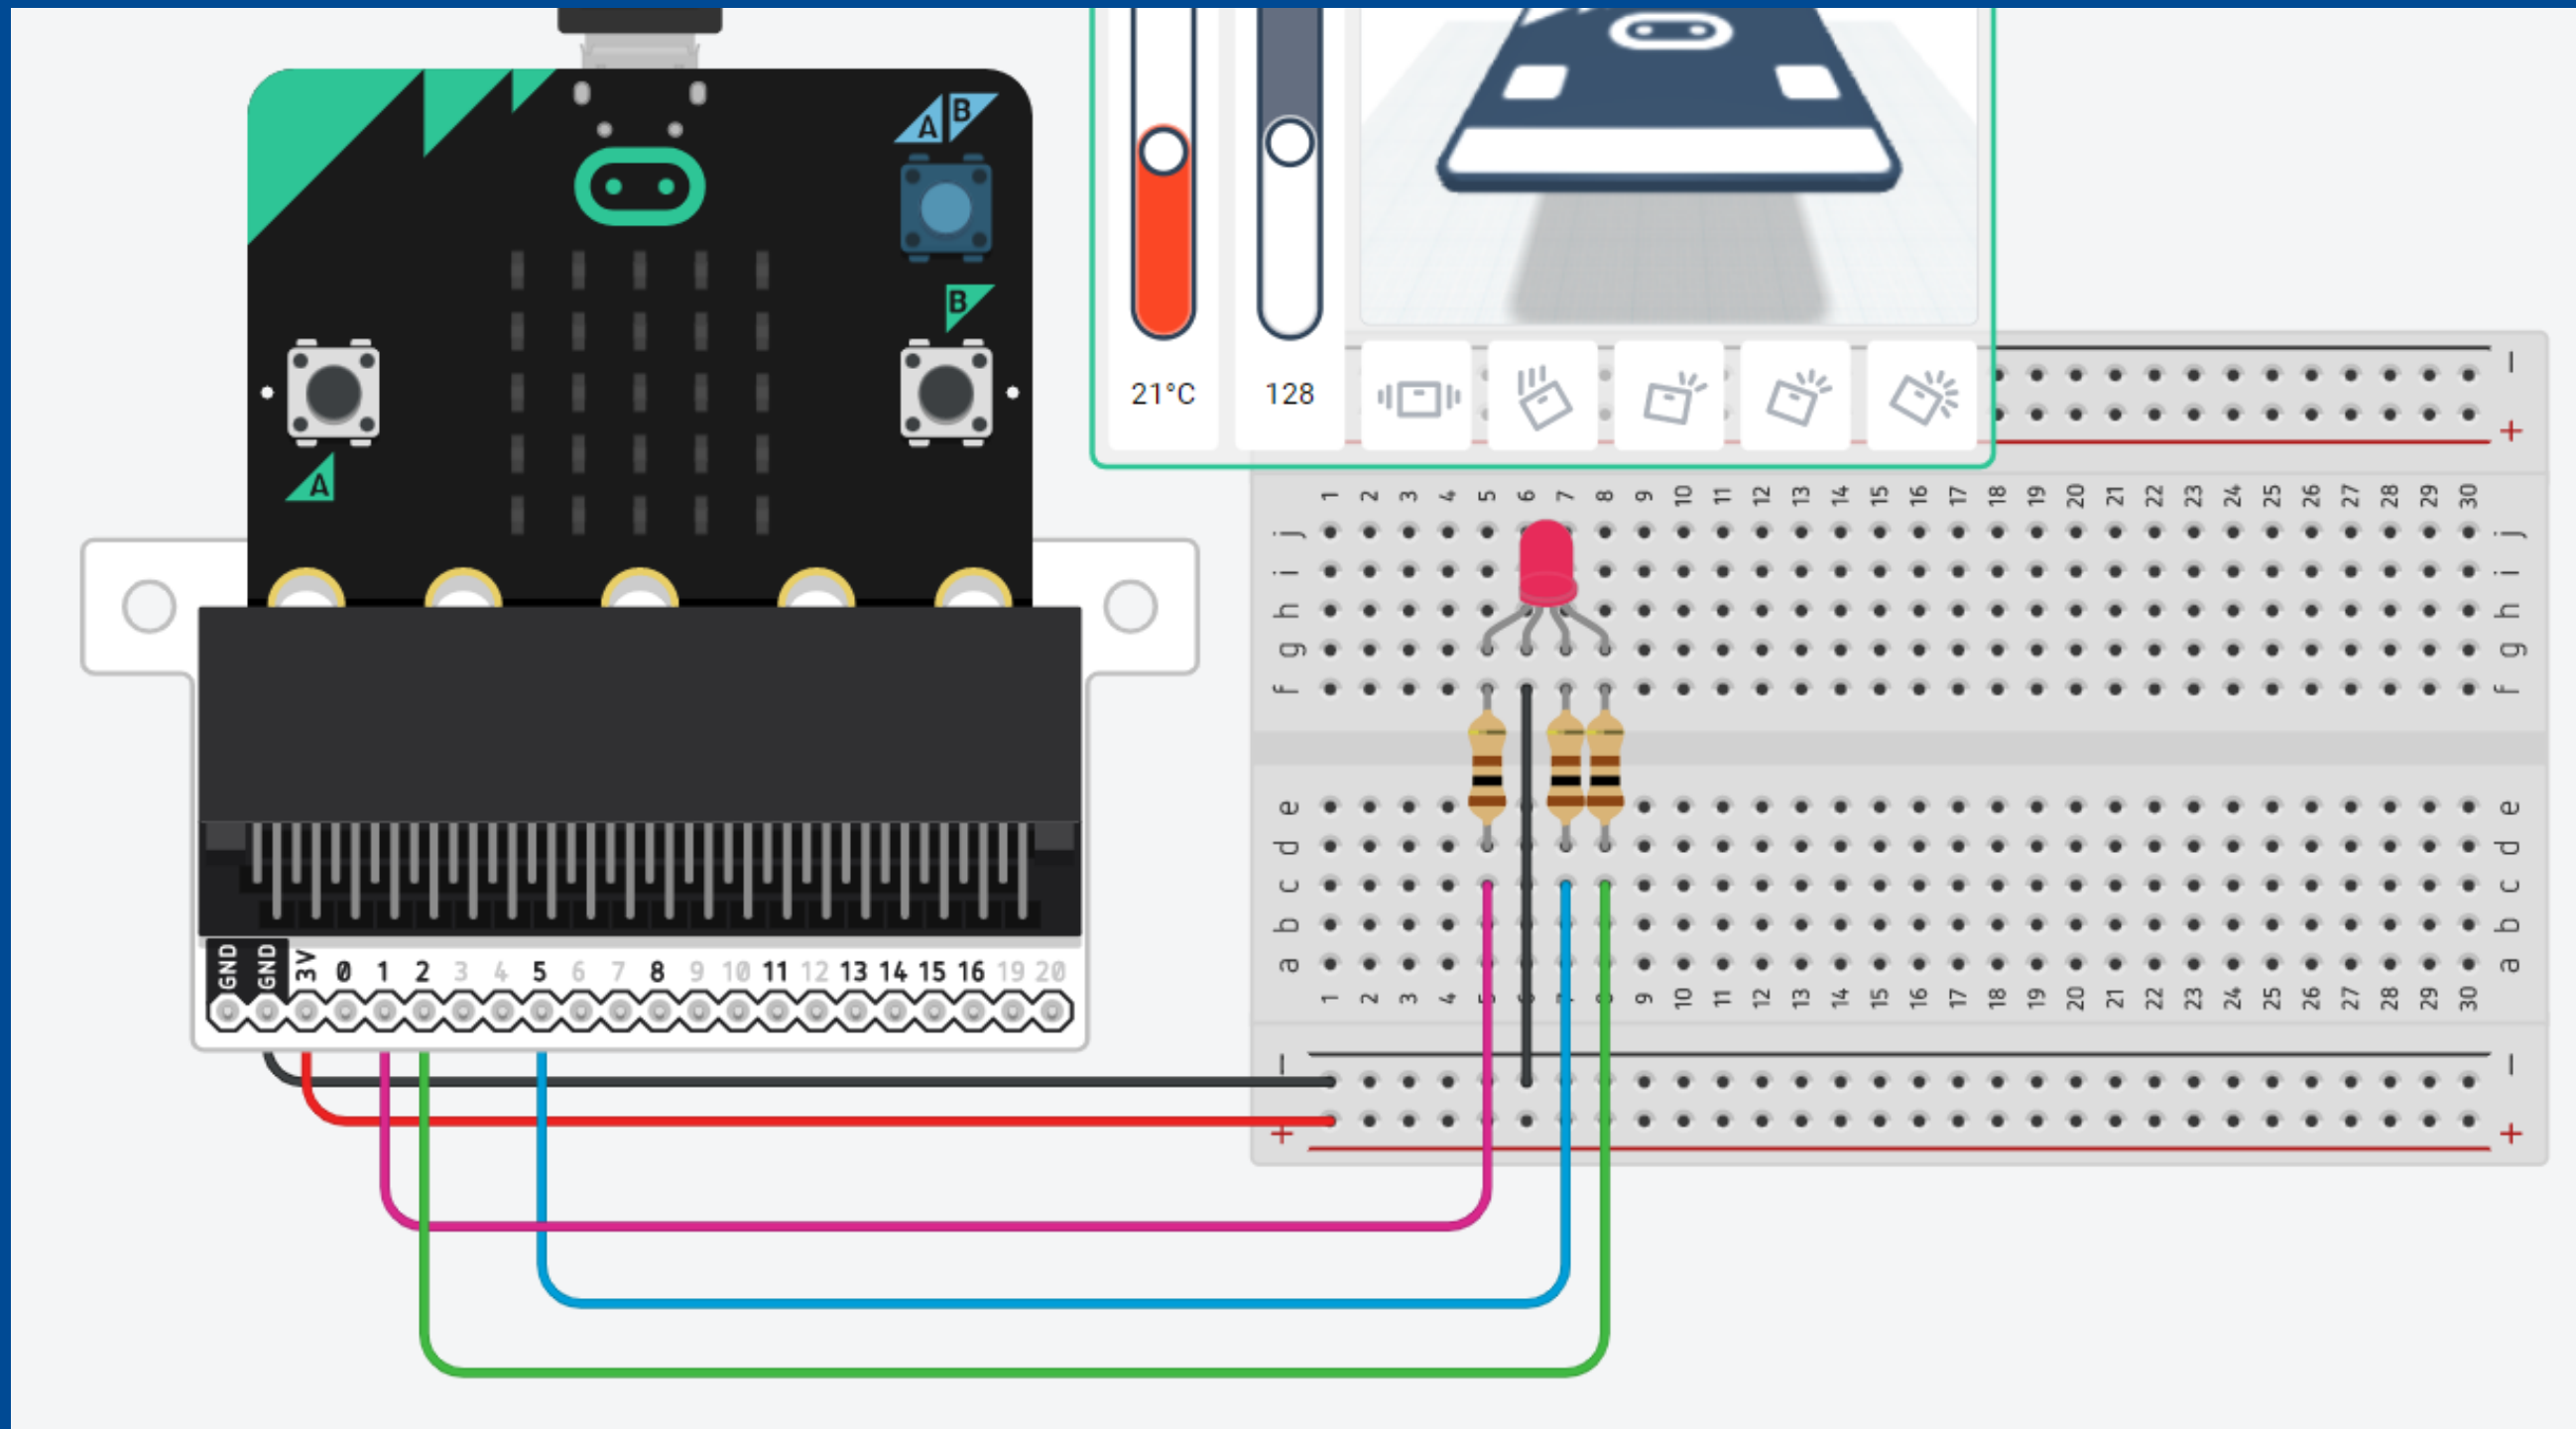 A B
B
A
21°C 128
−
+
1 2 3 4 5 6 7 8 9 10 11 12 13 14 15 16 17 18 19 20 21 22 23 24 25 26 27 28 29 30
j j
i i
h h
g g
f f
e e
d d
c c
b b
a a
GND GND 3V 0 1 2 3 4 5 6 7 8 9 10 11 12 13 14 15 16 19 20
1 2 3 4 5 6 7 8 9 10 11 12 13 14 15 16 17 18 19 20 21 22 23 24 25 26 27 28 29 30
− −
+ +